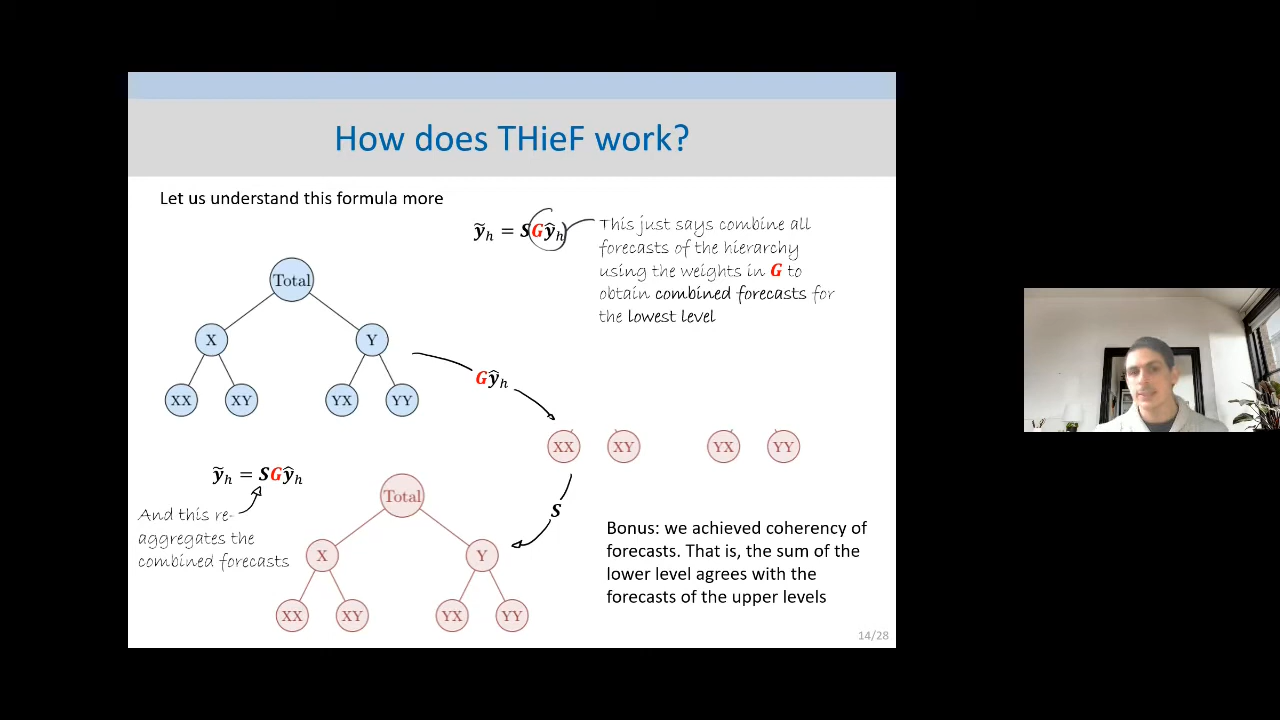 How does THieF work?
Let us understand this formula more
ỹₕ = SGŷₕ
This just says combine all
forecasts of the hierarchy
using the weights in G to
obtain combined forecasts for
the lowest level
Total
X Y
XX XY YX YY
Gŷₕ
XX XY YX YY
S
ỹₕ = SGŷₕ
And this re-
aggregates the
combined forecasts
Total
X Y
XX XY YX YY
Bonus: we achieved coherency of
forecasts. That is, the sum of the
lower level agrees with the
forecasts of the upper levels
14/28